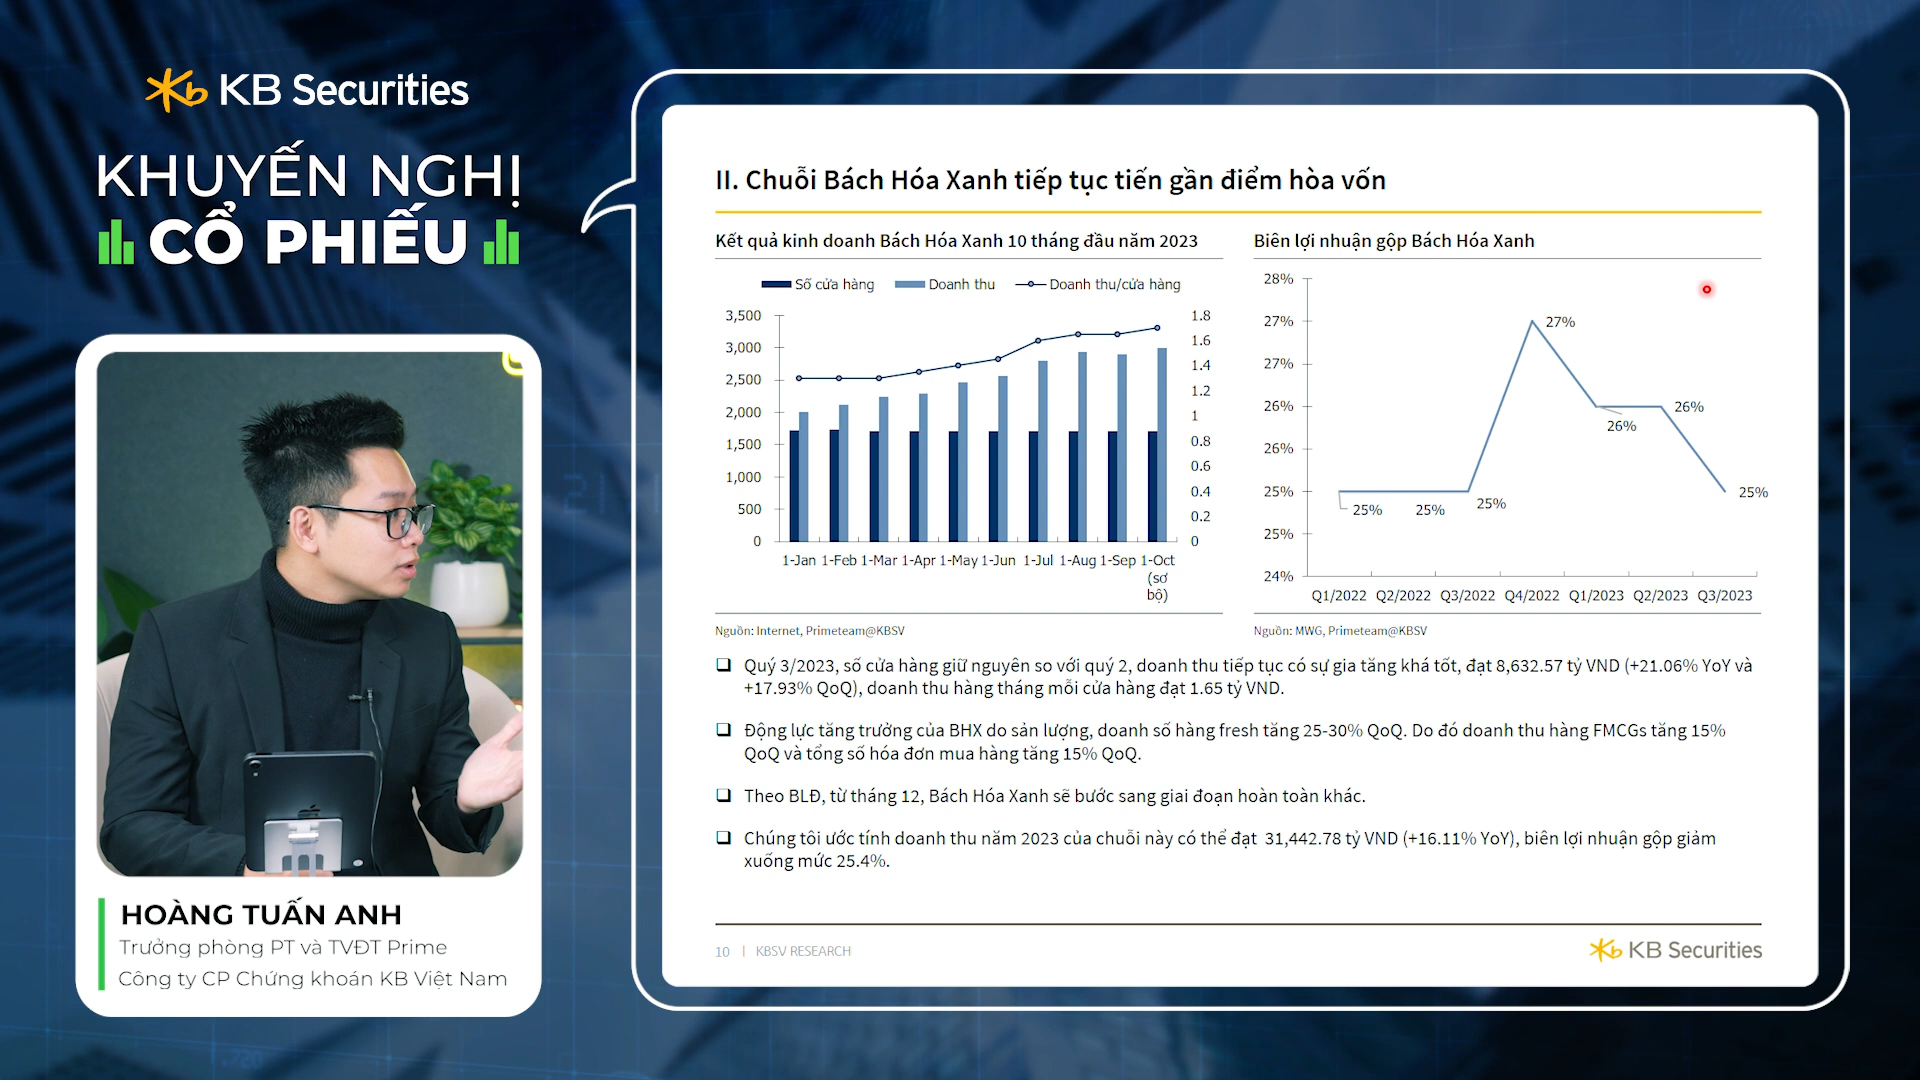 KB Securities
KHUYẾN NGHỊ
CỔ PHIẾU
HOÀNG TUẤN ANH
Trưởng phòng PT và TVĐT Prime
Công ty CP Chứng khoán KB Việt Nam
II. Chuỗi Bách Hóa Xanh tiếp tục tiến gần điểm hòa vốn
Kết quả kinh doanh Bách Hóa Xanh 10 tháng đầu năm 2023
Số cửa hàng Doanh thu Doanh thu/cửa hàng
3,500
3,000
2,500
2,000
1,500
1,000
500
0
1.8
1.6
1.4
1.2
1
0.8
0.6
0.4
0.2
0
1-Jan 1-Feb 1-Mar 1-Apr 1-May 1-Jun 1-Jul 1-Aug 1-Sep 1-Oct
(sơ
bộ)
Nguồn: Internet, Primeteam@KBSV
Biên lợi nhuận gộp Bách Hóa Xanh
28%
27%
27%
26%
26%
25%
25%
24%
25%
25%
25%
27%
26%
26%
25%
Q1/2022 Q2/2022 Q3/2022 Q4/2022 Q1/2023 Q2/2023 Q3/2023
Nguồn: MWG, Primeteam@KBSV
❑ Quý 3/2023, số cửa hàng giữ nguyên so với quý 2, doanh thu tiếp tục có sự gia tăng khá tốt, đạt 8,632.57 tỷ VND (+21.06% YoY và
+17.93% QoQ), doanh thu hàng tháng mỗi cửa hàng đạt 1.65 tỷ VND.
❑ Động lực tăng trưởng của BHX do sản lượng, doanh số hàng fresh tăng 25-30% QoQ. Do đó doanh thu hàng FMCGs tăng 15%
QoQ và tổng số hóa đơn mua hàng tăng 15% QoQ.
❑ Theo BLĐ, từ tháng 12, Bách Hóa Xanh sẽ bước sang giai đoạn hoàn toàn khác.
❑ Chúng tôi ước tính doanh thu năm 2023 của chuỗi này có thể đạt 31,442.78 tỷ VND (+16.11% YoY), biên lợi nhuận gộp giảm
xuống mức 25.4%.
10 | KBSV RESEARCH
KB Securities